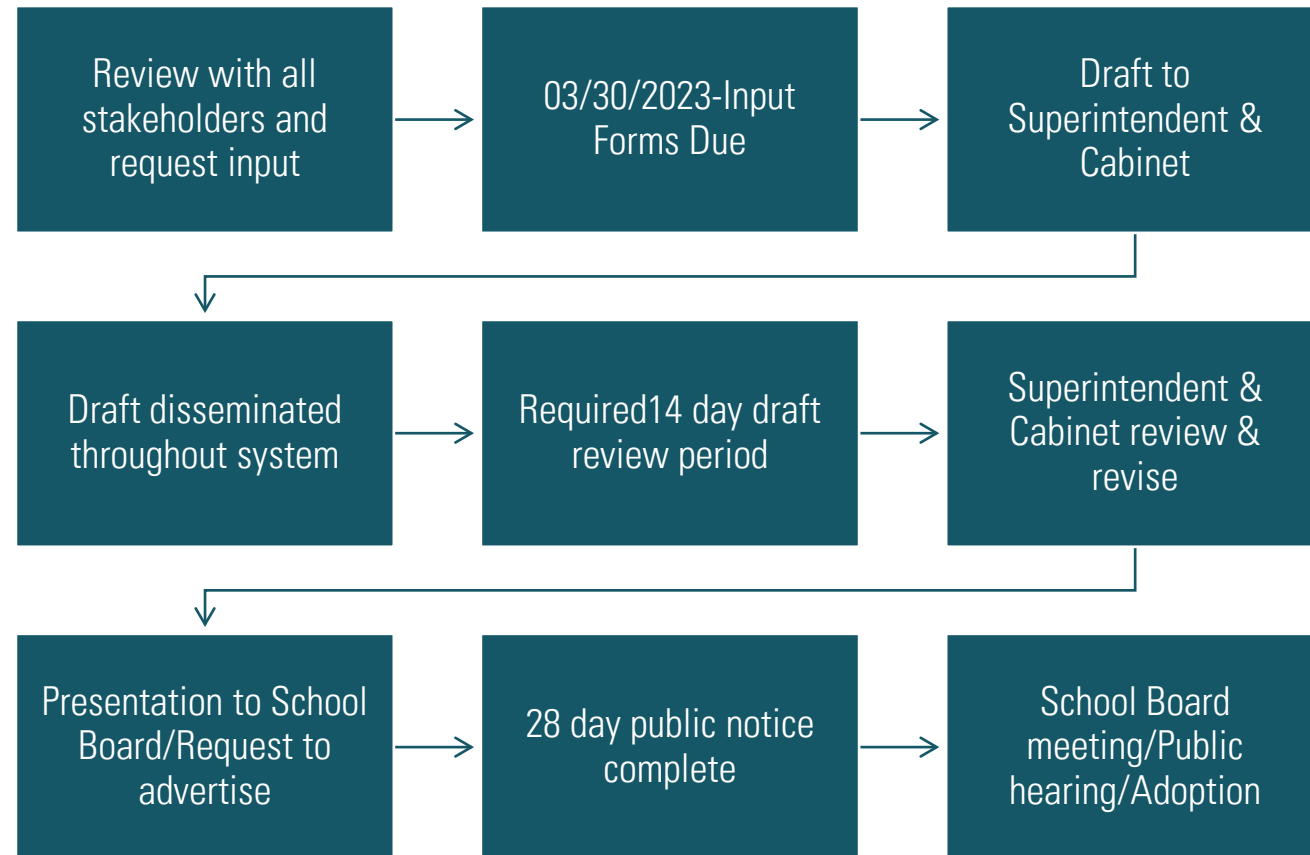 Review with all
stakeholders and
request input
03/30/2023-Input
Forms Due
Draft to
Superintendent &
Cabinet
Draft disseminated
throughout system
Required14 day draft
review period
Superintendent &
Cabinet review &
revise
Presentation to School
Board/Request to
advertise
28 day public notice
complete
School Board
meeting/Public
hearing/Adoption